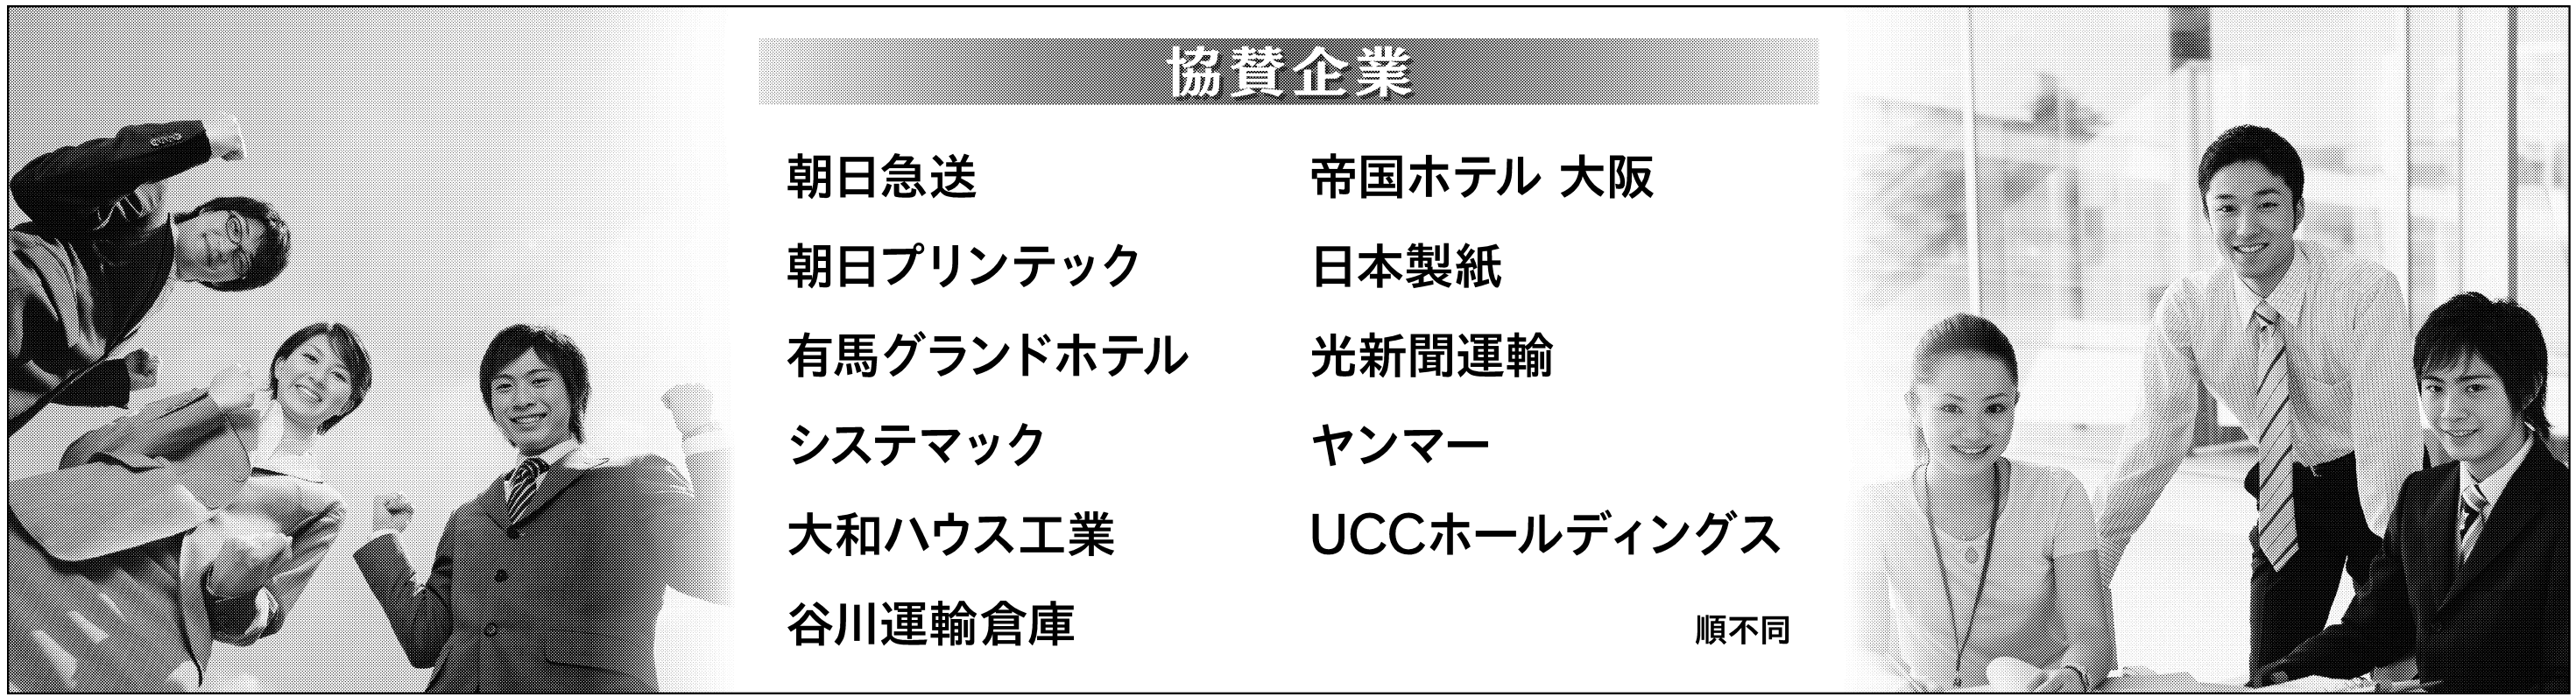 協賛企業
朝日急送
朝日プリンテック
有馬グランドホテル
システマック
大和ハウス工業
谷川運輸倉庫
帝国ホテル 大阪
日本製紙
光新聞運輸
ヤンマー
UCCホールディングス
順不同